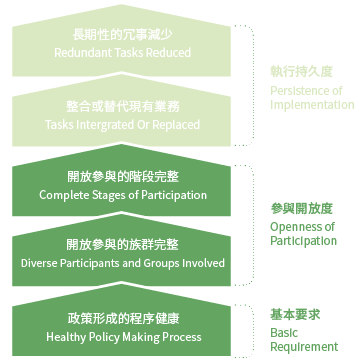 長期性的冗事減少
Redundant Tasks Reduced
整合或替代現有業務
Tasks Intergrated Or Replaced
執行持久度
Persistence of
Implementation
開放參與的階段完整
Complete Stages of Participation
開放參與的族群完整
Diverse Participants and Groups Involved
參與開放度
Openness of
Participation
政策形成的程序健康
Healthy Policy Making Process
基本要求
Basic
Requirement